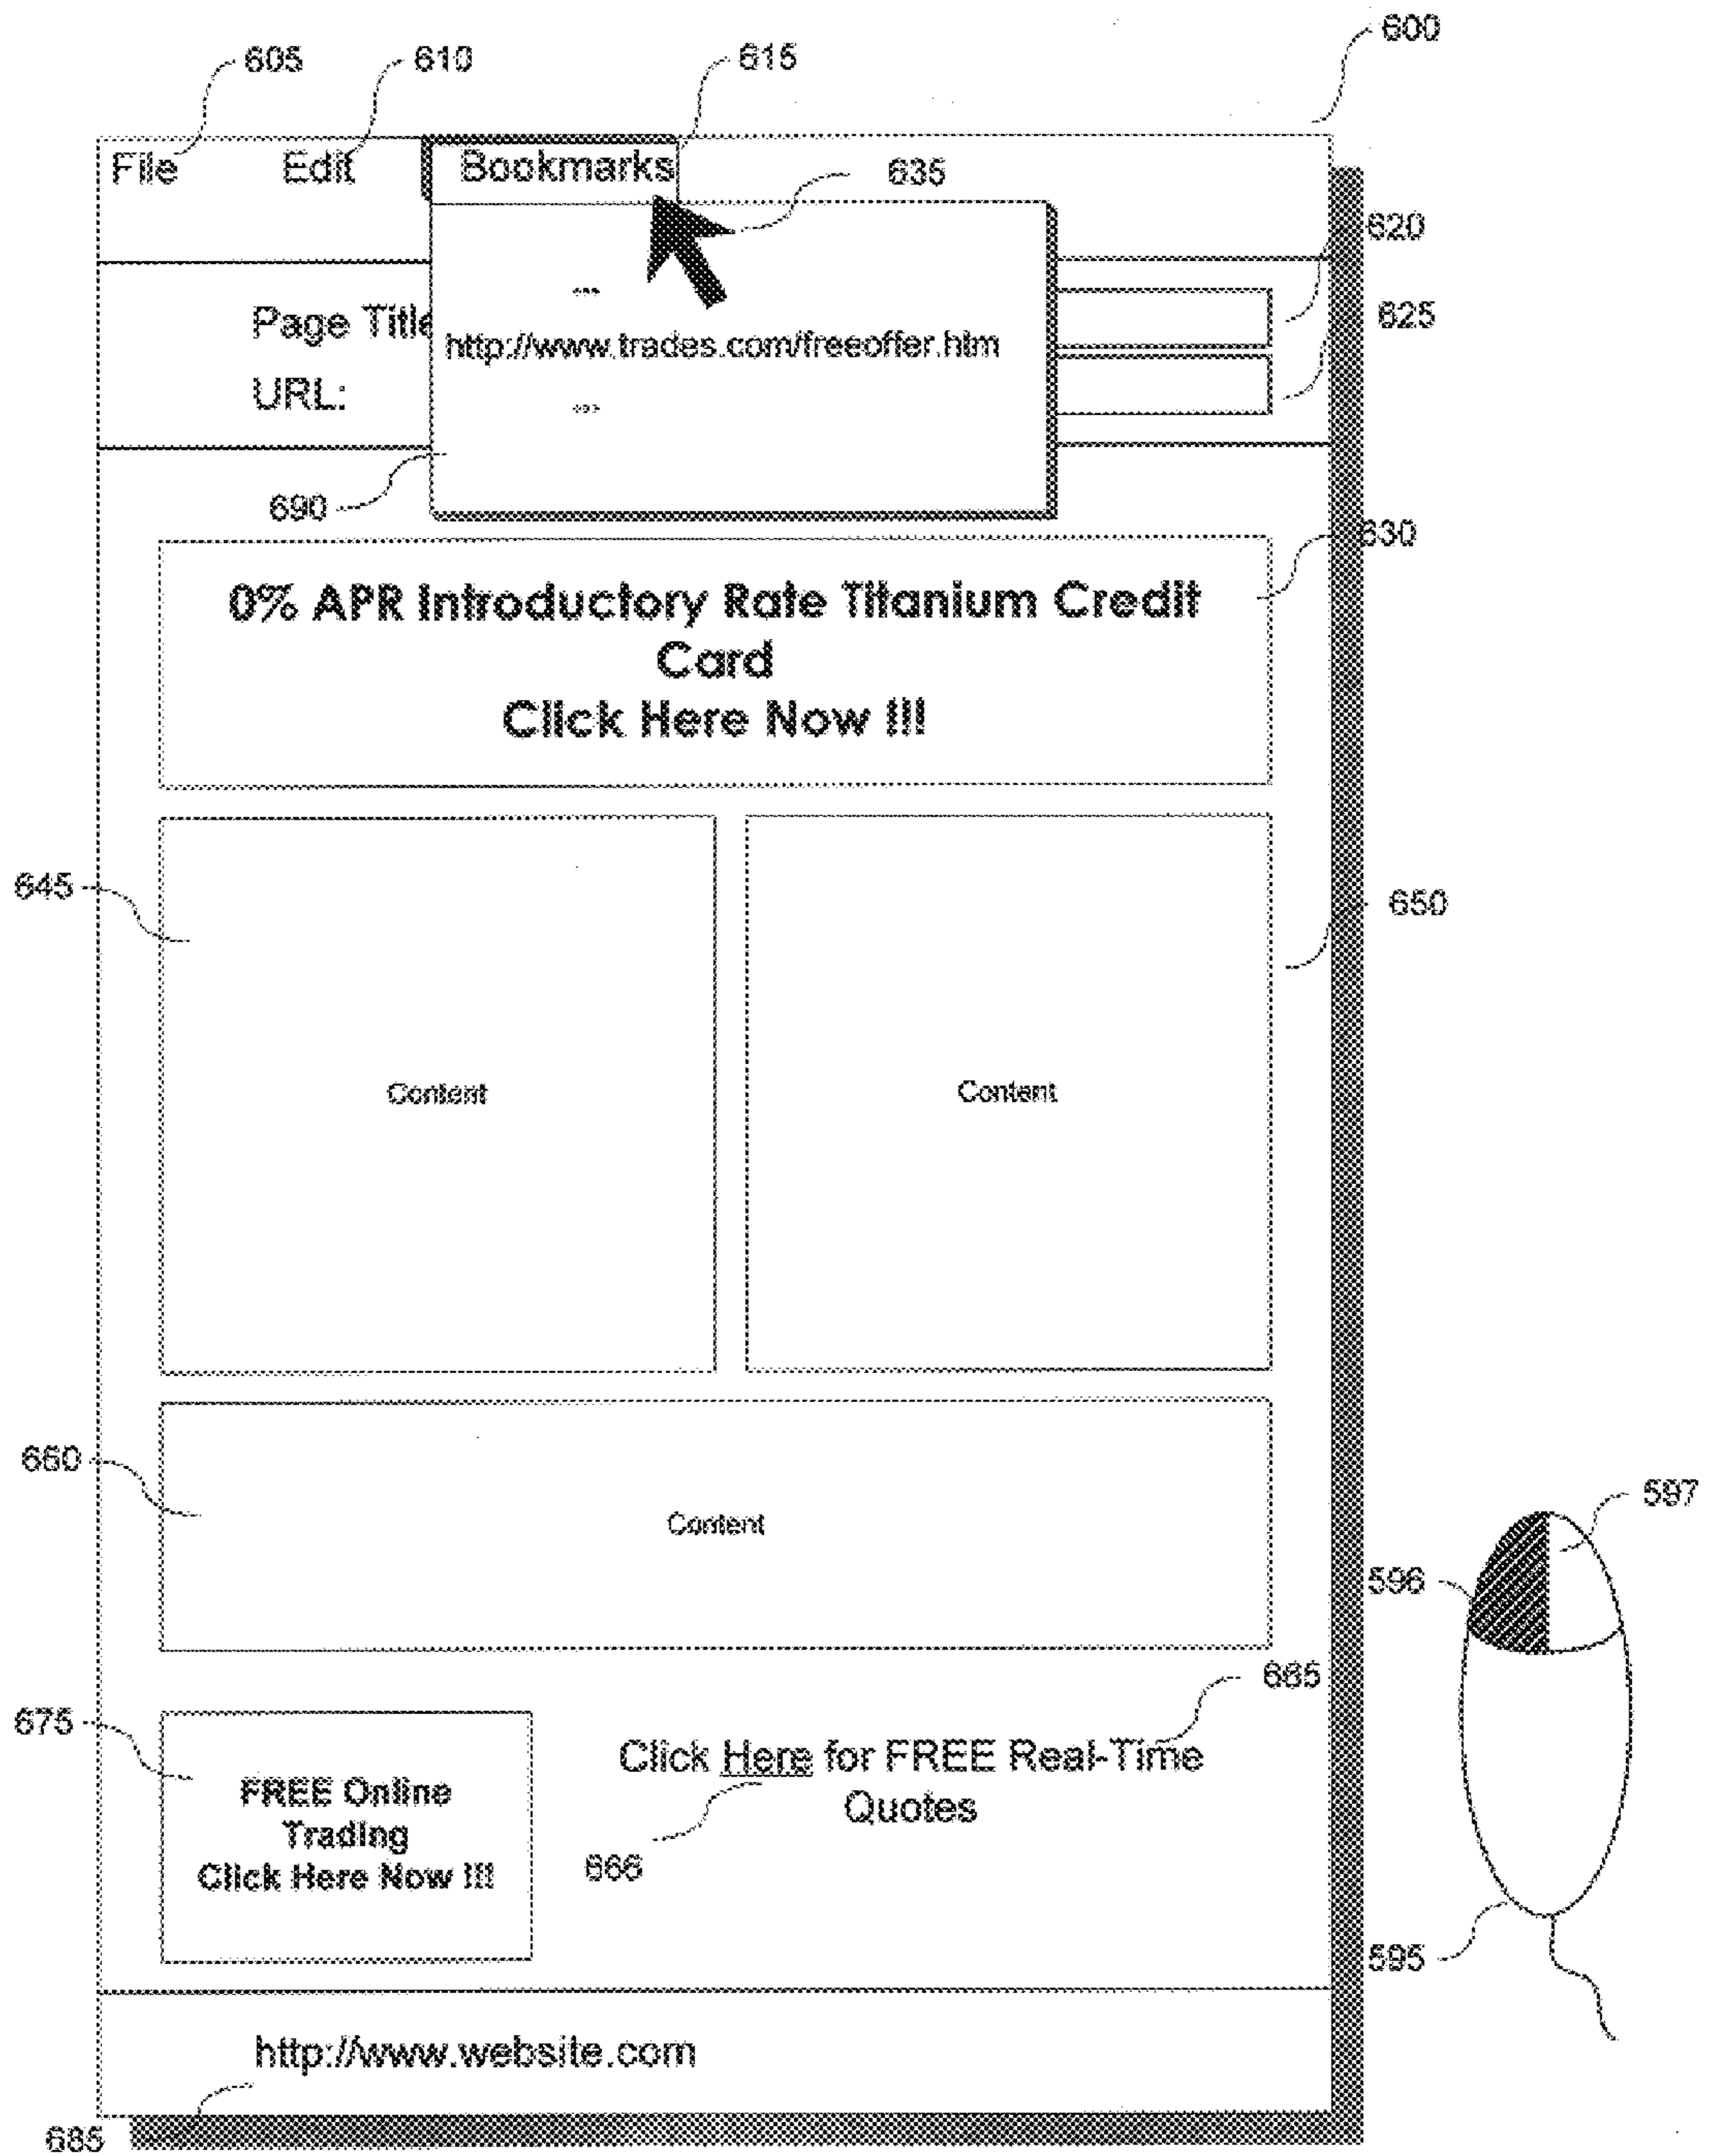 600
605
610
615
File Edit Bookmarks
635
620
...
Page Title
http://www.trades.com/freeoffer.htm
625
URL:
...
690
630
0% APR Introductory Rate Titanium Credit
Card
Click Here Now !!!
645
650
Content
Content
660
Content
597
596
665
675
Click Here for FREE Real-Time
Quotes
FREE Online
Trading
Click Here Now !!!
666
595
http://www.website.com
685